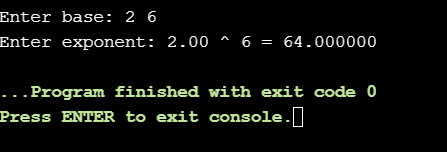 Enter base: 2 6
Enter exponent: 2.00 ^ 6 = 64.000000
...Program finished with exit code 0
Press ENTER to exit console.